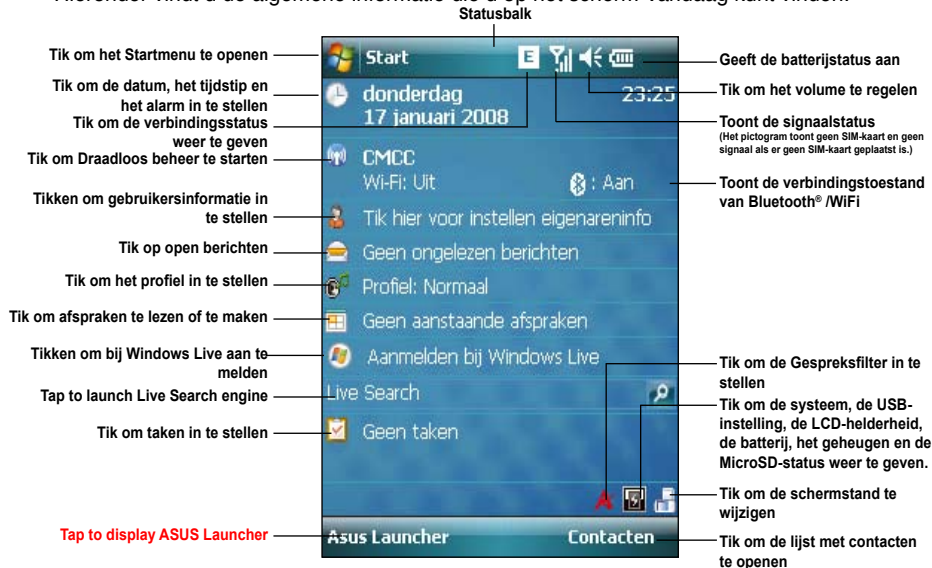 Hieronder vindt u de algemene informatie die u op het scherm Vandaag kunt vinden.
Statusbalk
Tik om het Startmenu te openen
Tik om de datum, het tijdstip en
het alarm in te stellen
Tik om de verbindingsstatus
weer te geven
Tik om Draadloos beheer te starten
Tikken om gebruikersinformatie in
te stellen
Tik op open berichten
Tik om het profiel in te stellen
Tik om afspraken te lezen of te maken
Tikken om bij Windows Live aan te
melden
Tap to launch Live Search engine
Tik om taken in te stellen
Tap to display ASUS Launcher
Start
E
donderdag
23:25
17 januari 2008
CMCC
Wi-Fi: Uit
: Aan
Tik hier voor instellen eigenareninfo
Geen ongelezen berichten
Profiel: Normaal
Geen aanstaande afspraken
Aanmelden bij Windows Live
Live Search
Geen taken
Asus Launcher
Contacten
Geeft de batterijstatus aan
Tik om het volume te regelen
Toont de signaalstatus
(Het pictogram toont geen SIM-kaart en geen
signaal als er geen SIM-kaart geplaatst is.)
Toont de verbindingstoestand
van Bluetooth® /WiFi
Tik om de Gespreksfilter in te
stellen
Tik om de systeem, de USB-
instelling, de LCD-helderheid,
de batterij, het geheugen en de
MicroSD-status weer te geven.
Tik om de schermstand te
wijzigen
Tik om de lijst met contacten
te openen